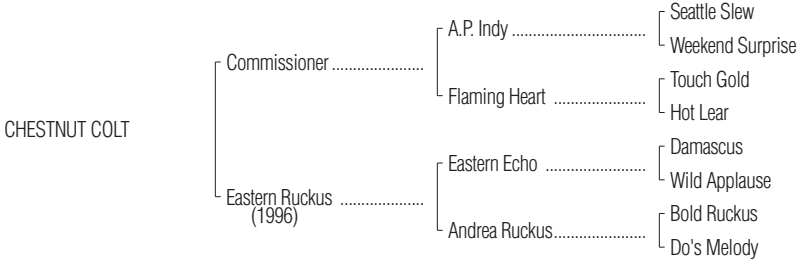 Seattle Slew
A.P. Indy
Weekend Surprise
Commissioner
Touch Gold
Flaming Heart
Hot Lear
CHESTNUT COLT
Damascus
Eastern Echo
Wild Applause
Eastern Ruckus
(1996)
Bold Ruckus
Andrea Ruckus
Do's Melody